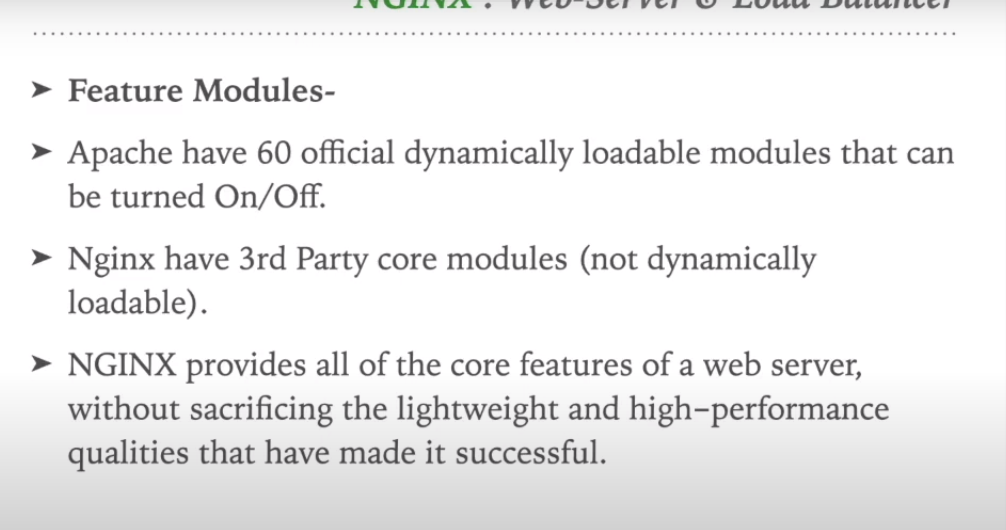 NGINX : Web-Server & Load Balancer
➤ Feature Modules-
➤ Apache have 60 official dynamically loadable modules that can
be turned On/Off.
➤ Nginx have 3rd Party core modules (not dynamically
loadable).
➤ NGINX provides all of the core features of a web server,
without sacrificing the lightweight and high-performance
qualities that have made it successful.